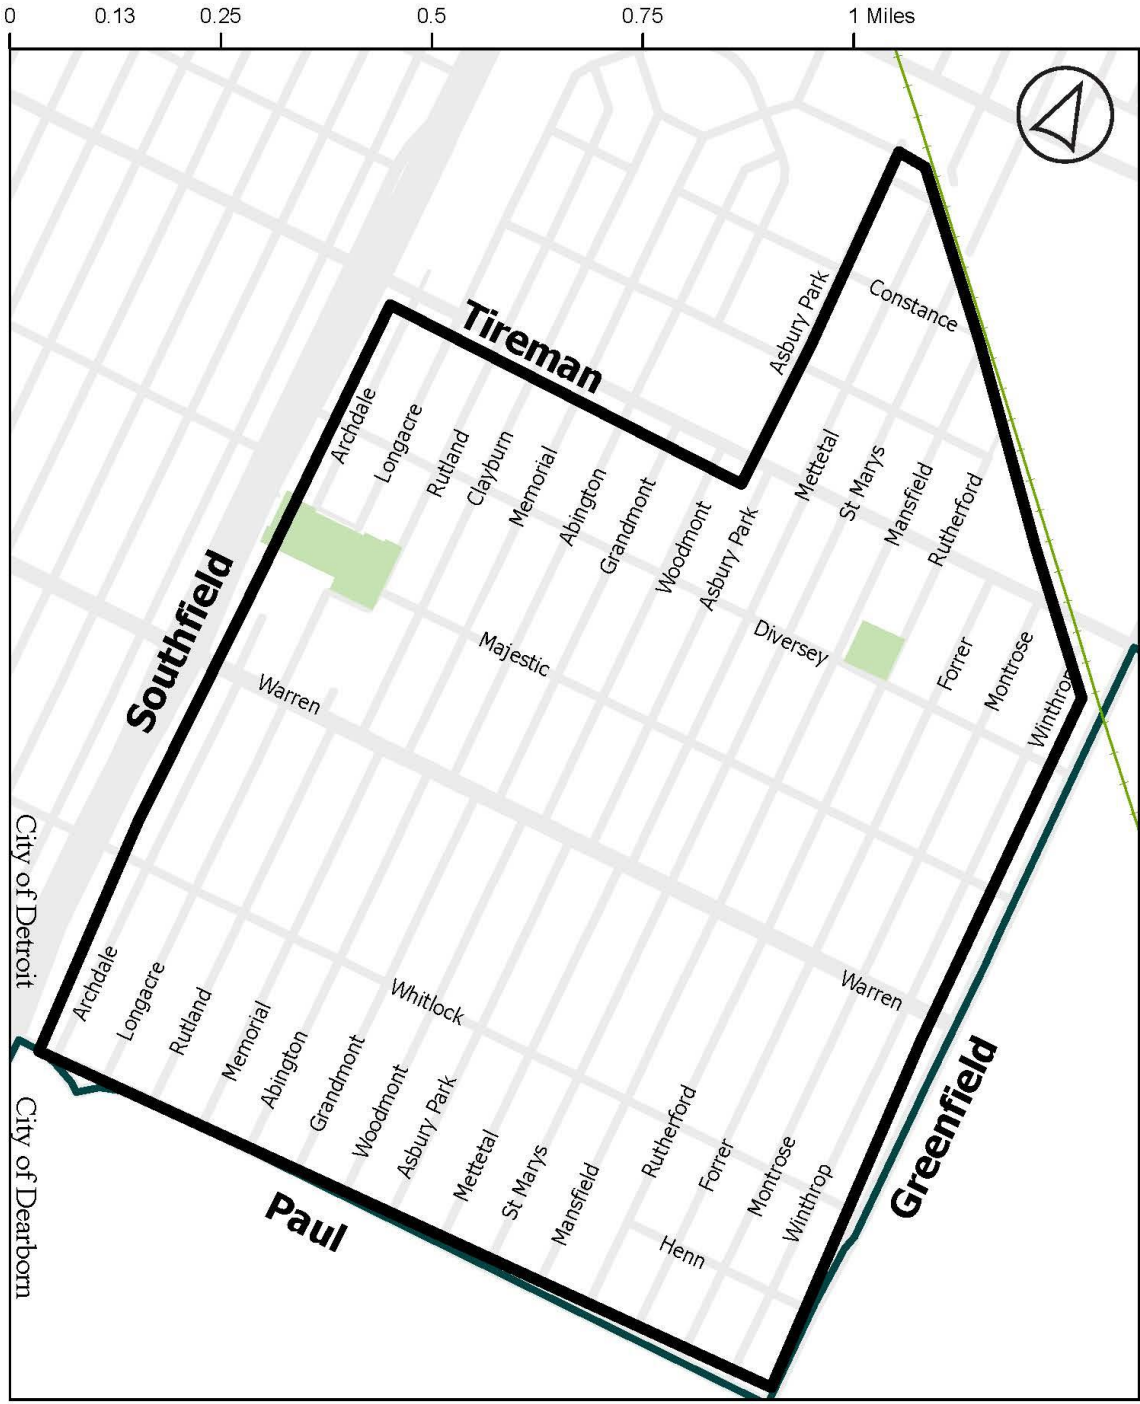 0 0.13 0.25 0.5 0.75 1 Miles
Asbury Park
Constance
Tireman
Archdale
Longacre
Rutland
Clayburn
Memorial
Abington
Grandmont
Woodmont
Asbury Park
Mettetal
St Marys
Mansfield
Rutherford
Southfield
Majestic
Diversey
Forrer
Montrose
Winthrop
Warren
City of Detroit
Archdale
Longacre
Rutland
Memorial
Abington
Grandmont
Woodmont
Asbury Park
Mettetal
St Marys
Mansfield
Whitlock
Warren
Rutherford
Forrer
Montrose
Winthrop
Greenfield
City of Dearborn
Paul
Henn